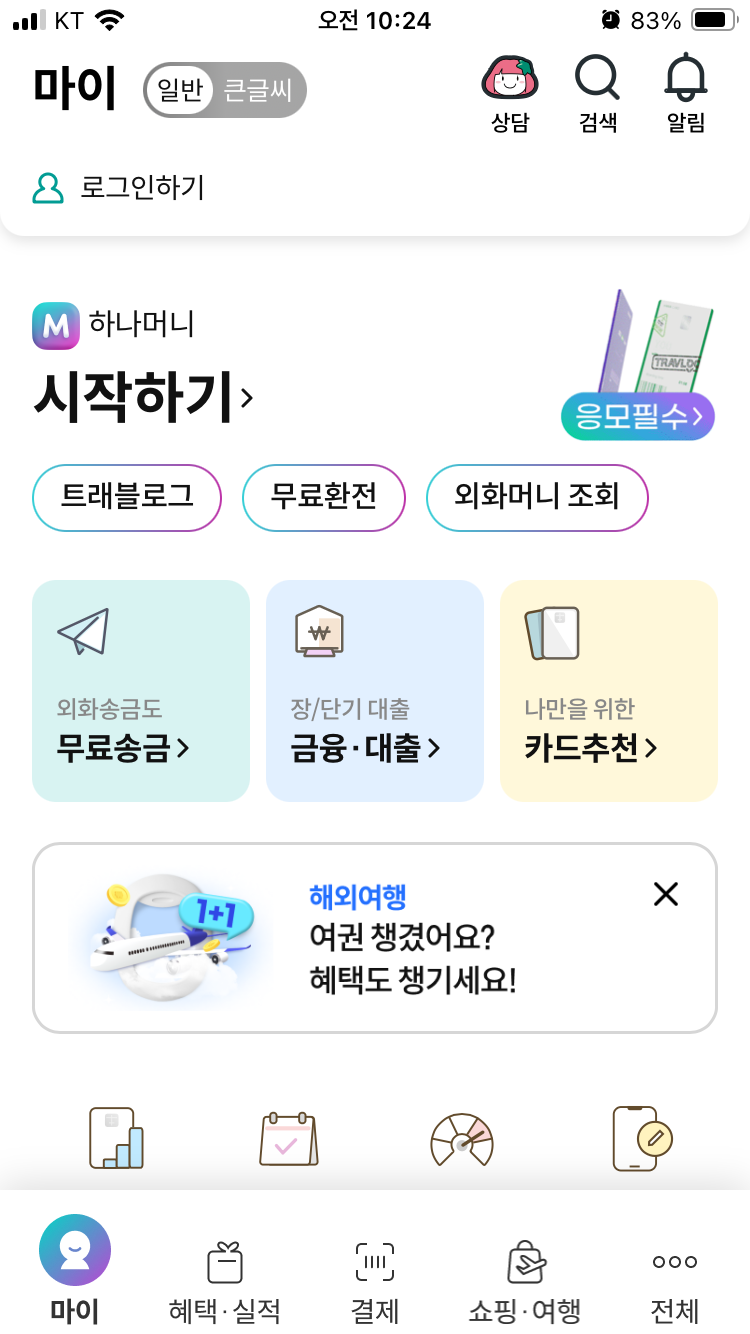 KT 오전 10:24 83%
마이 일반 큰글씨
상담 검색 알림
로그인하기
M 하나머니
시작하기
TRAVLOG
응모필수
트래블로그 무료환전 외화머니 조회
외화송금도 장/단기 대출 나만을 위한
무료송금 금융·대출 카드추천
1+1
해외여행
여권 챙겼어요?
혜택도 챙기세요!
마이 혜택·실적 결제 쇼핑·여행 전체